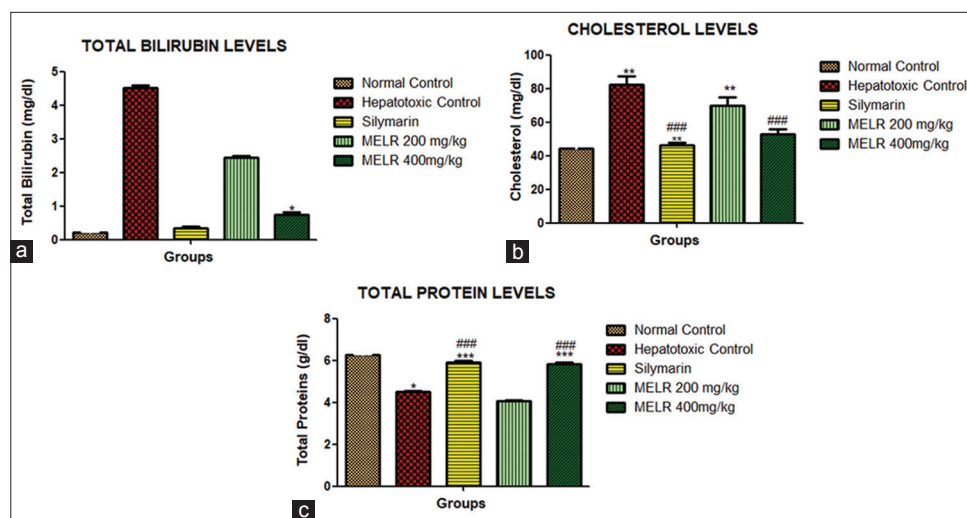 TOTAL BILIRUBIN LEVELS
Total Bilirubin (mg/dl)
5
4
3
2
1
0
*
Groups
Normal Control
Hepatotoxic Control
Silymarin
MELR 200 mg/kg
MELR 400mg/kg
a
CHOLESTEROL LEVELS
Cholesterol (mg/dl)
100
80
60
40
20
0
**
###
**
**
###
Groups
Normal Control
Hepatotoxic Control
Silymarin
MELR 200 mg/kg
MELR 400mg/kg
b
TOTAL PROTEIN LEVELS
Total Proteins (g/dl)
8
6
4
2
0
*
###
***
###
***
Groups
Normal Control
Hepatotoxic Control
Silymarin
MELR 200 mg/kg
MELR 400mg/kg
c